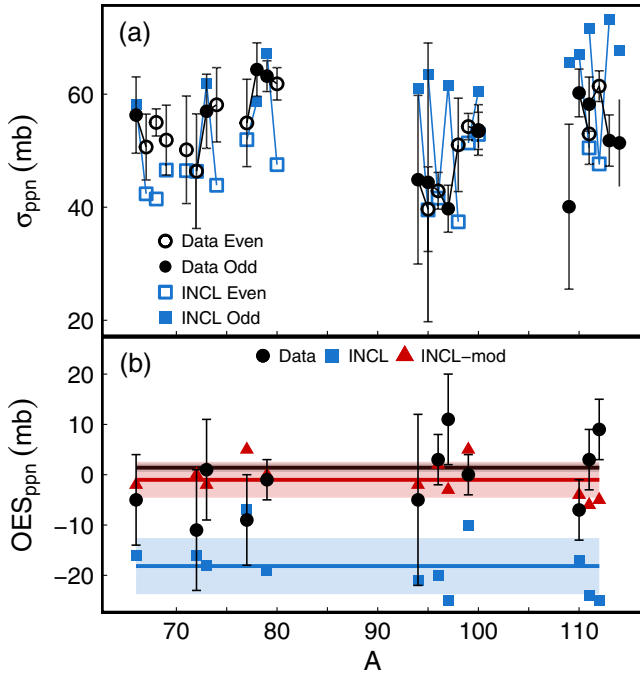 (a)
60
40
20
σppn (mb)
Data Even
Data Odd
INCL Even
INCL Odd
(b)
Data INCL INCL−mod
20
10
0
−10
−20
OESppn (mb)
70 80 90 100 110
A